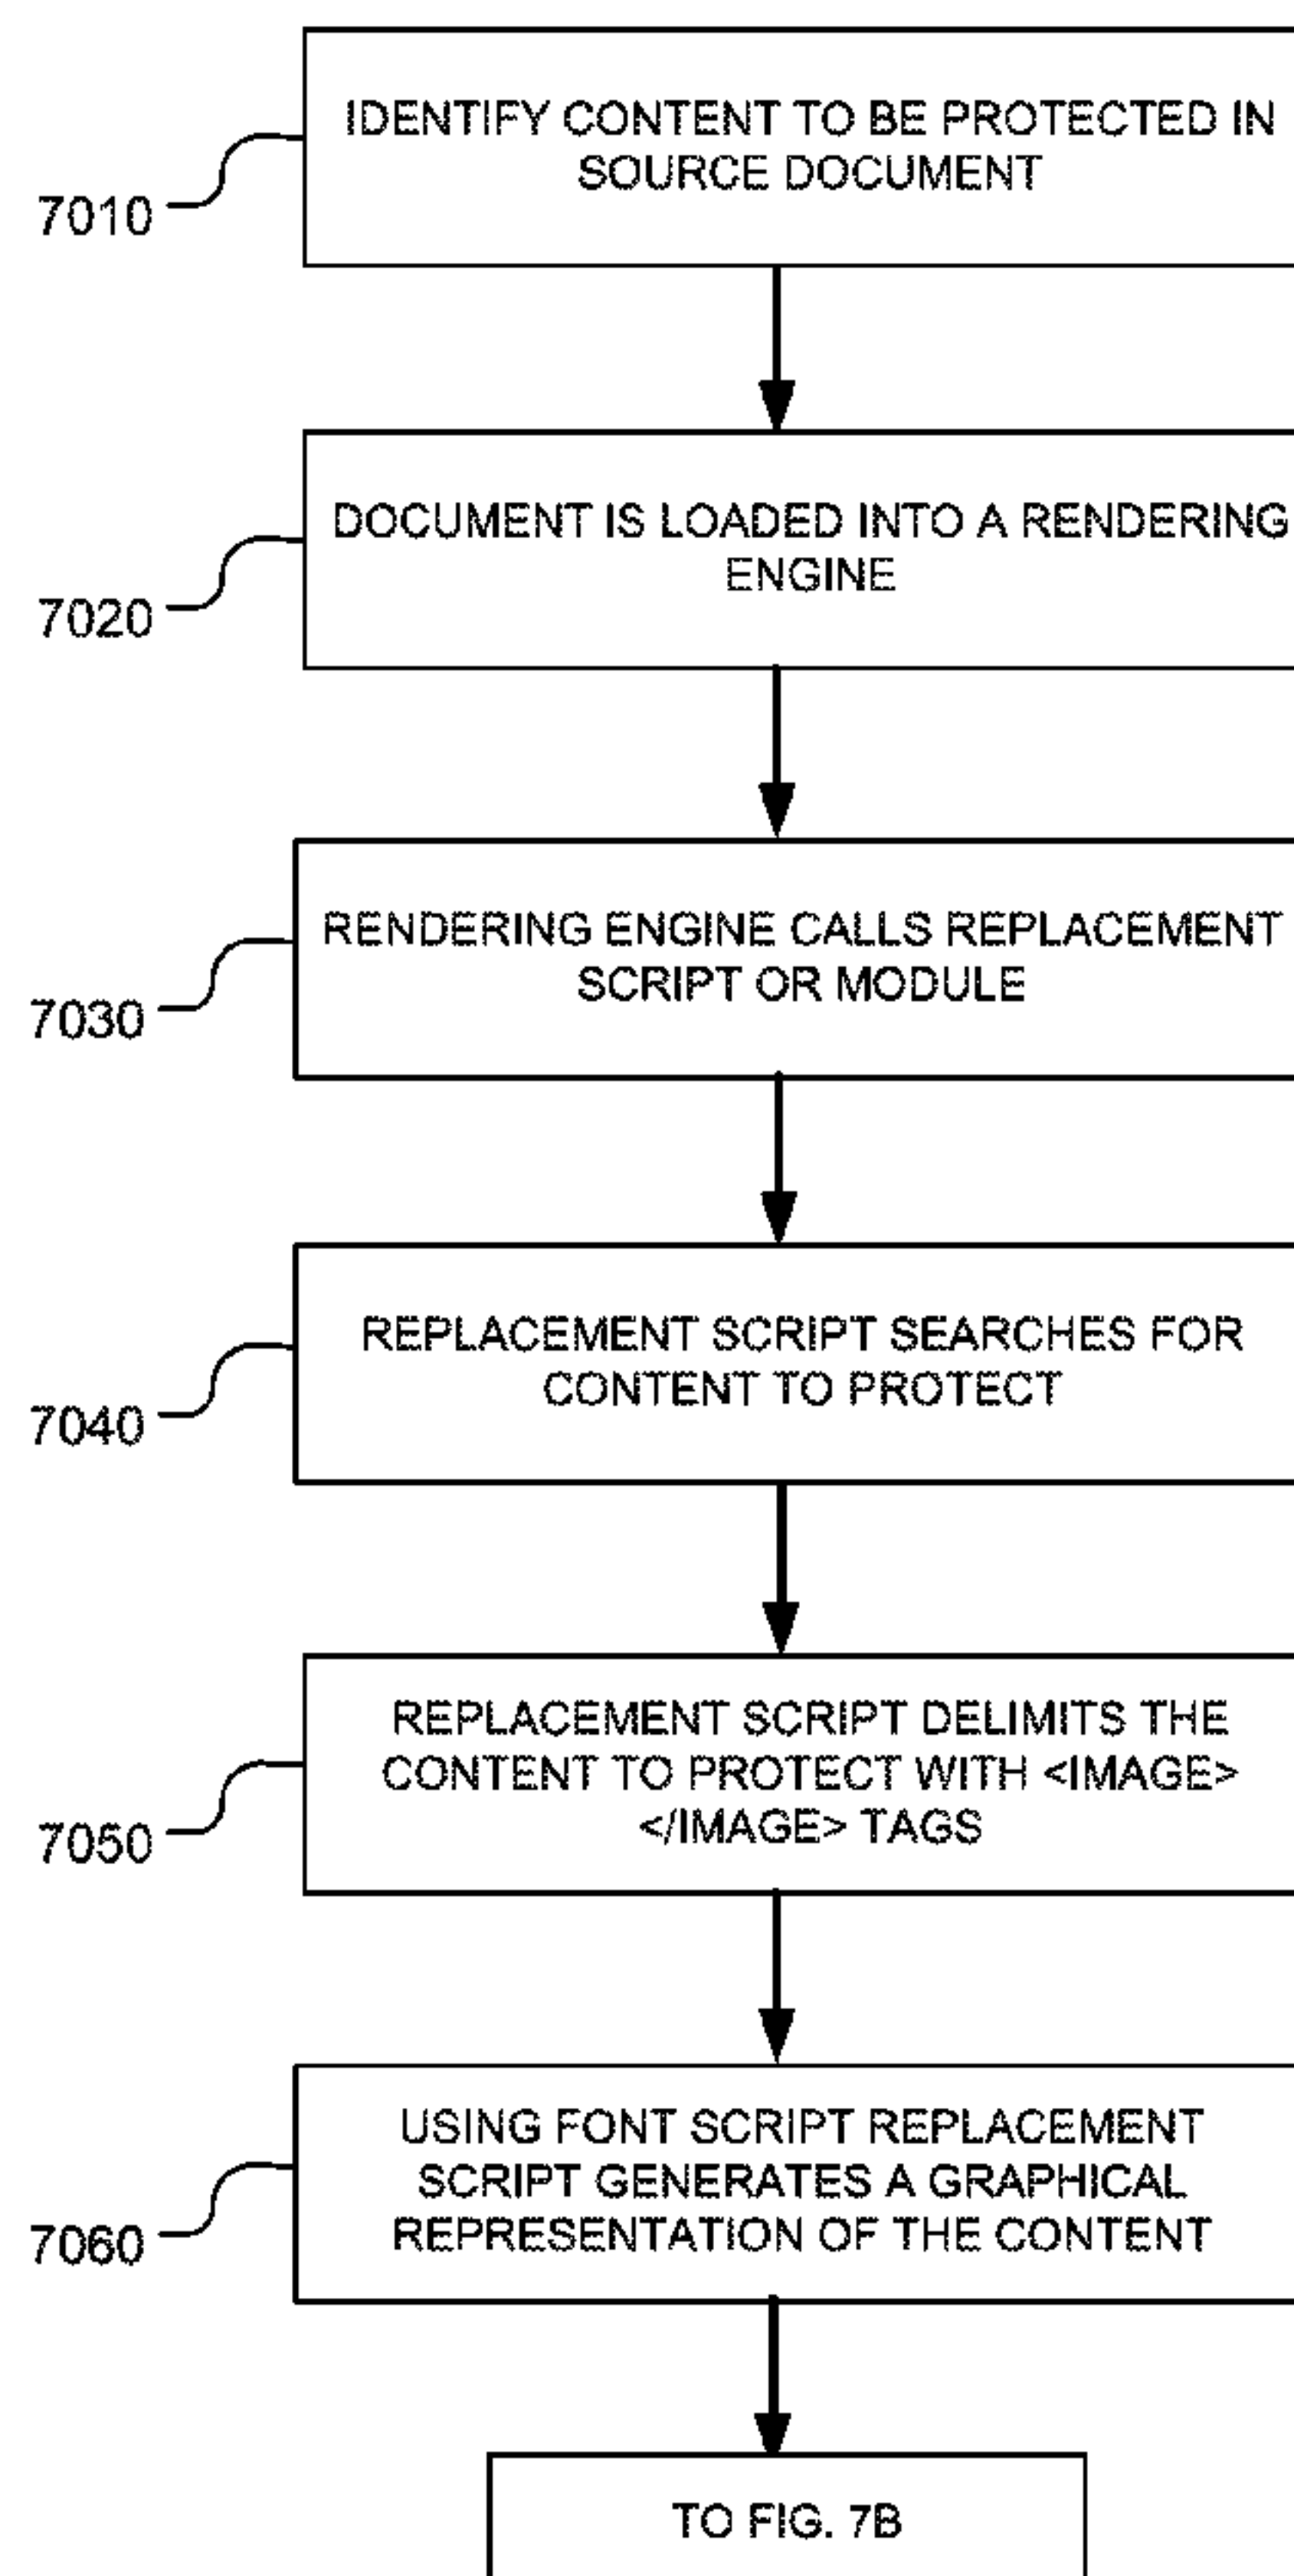 IDENTIFY CONTENT TO BE PROTECTED IN
SOURCE DOCUMENT
7010
DOCUMENT IS LOADED INTO A RENDERING
ENGINE
7020
RENDERING ENGINE CALLS REPLACEMENT
SCRIPT OR MODULE
7030
REPLACEMENT SCRIPT SEARCHES FOR
CONTENT TO PROTECT
7040
REPLACEMENT SCRIPT DELIMITS THE
CONTENT TO PROTECT WITH <IMAGE>
</IMAGE> TAGS
7050
USING FONT SCRIPT REPLACEMENT
SCRIPT GENERATES A GRAPHICAL
REPRESENTATION OF THE CONTENT
7060
TO FIG. 7B